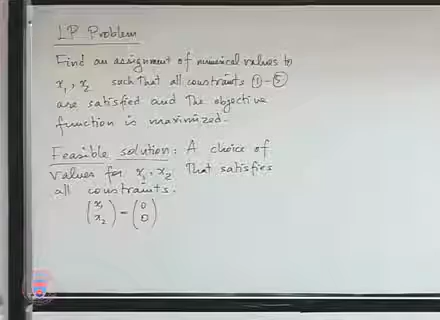 LP Problem
Find an assignment of numerical values to
x₁, x₂ such that all constraints ①-⑤
are satisfied and the objective
function is maximized.
Feasible solution: A choice of
values for x₁, x₂ that satisfies
all constraints.
(x₁ x₂) = (0 0)